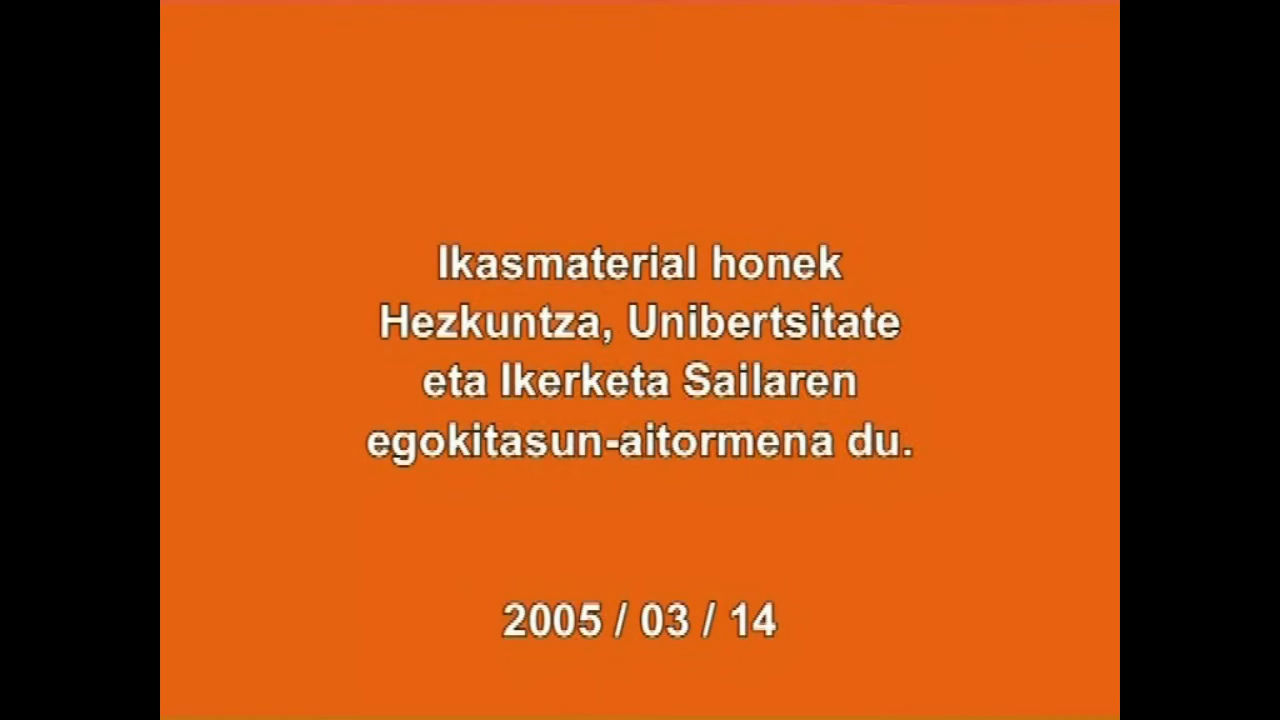 Ikasmaterial honek
Hezkuntza, Unibertsitate
eta Ikerketa Sailaren
egokitasun-aitormena du.
2005 / 03 / 14